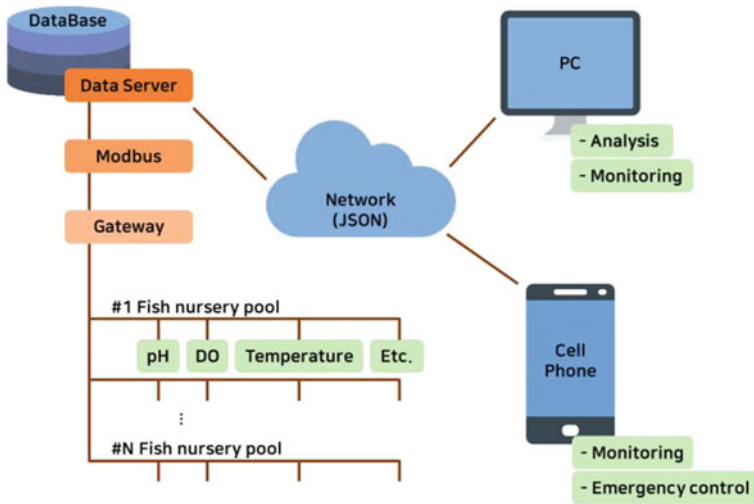 DataBase
Data Server
Modbus
Gateway
#1 Fish nursery pool
pH DO Temperature Etc.
⋮
#N Fish nursery pool
Network
(JSON)
PC
- Analysis
- Monitoring
Cell
Phone
- Monitoring
- Emergency control